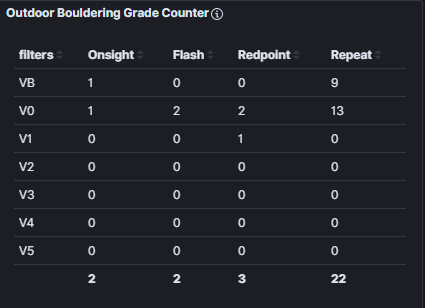 Outdoor Bouldering Grade Counter
filters Onsight Flash Redpoint Repeat
VB 1 0 0 9
V0 1 2 2 13
V1 0 0 1 0
V2 0 0 0 0
V3 0 0 0 0
V4 0 0 0 0
V5 0 0 0 0
2 2 3 22